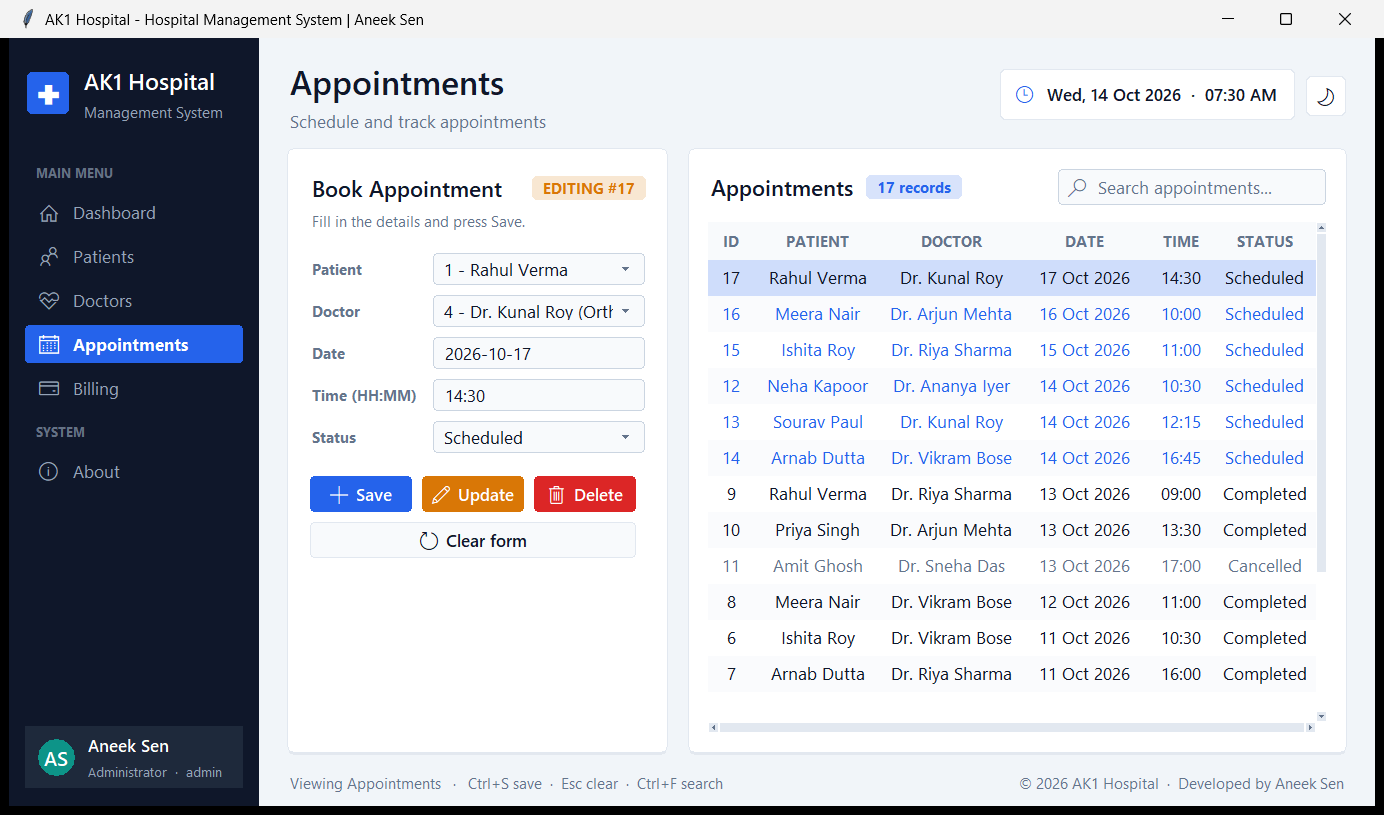 AK1 Hospital - Hospital Management System | Aneek Sen
AK1 Hospital
Management System
MAIN MENU
Dashboard
Patients
Doctors
Appointments
Billing
SYSTEM
About
AS
Aneek Sen
Administrator · admin
Appointments
Schedule and track appointments
Wed, 14 Oct 2026 · 07:30 AM
Book Appointment EDITING #17
Fill in the details and press Save.
Patient 1 - Rahul Verma
Doctor 4 - Dr. Kunal Roy (Orth
Date 2026-10-17
Time (HH:MM) 14:30
Status Scheduled
Save Update Delete
Clear form
Appointments 17 records Search appointments...
ID PATIENT DOCTOR DATE TIME STATUS
17 Rahul Verma Dr. Kunal Roy 17 Oct 2026 14:30 Scheduled
16 Meera Nair Dr. Arjun Mehta 16 Oct 2026 10:00 Scheduled
15 Ishita Roy Dr. Riya Sharma 15 Oct 2026 11:00 Scheduled
12 Neha Kapoor Dr. Ananya Iyer 14 Oct 2026 10:30 Scheduled
13 Sourav Paul Dr. Kunal Roy 14 Oct 2026 12:15 Scheduled
14 Arnab Dutta Dr. Vikram Bose 14 Oct 2026 16:45 Scheduled
9 Rahul Verma Dr. Riya Sharma 13 Oct 2026 09:00 Completed
10 Priya Singh Dr. Arjun Mehta 13 Oct 2026 13:30 Completed
11 Amit Ghosh Dr. Sneha Das 13 Oct 2026 17:00 Cancelled
8 Meera Nair Dr. Vikram Bose 12 Oct 2026 11:00 Completed
6 Ishita Roy Dr. Vikram Bose 11 Oct 2026 10:30 Completed
7 Arnab Dutta Dr. Riya Sharma 11 Oct 2026 16:00 Completed
Viewing Appointments · Ctrl+S save · Esc clear · Ctrl+F search
© 2026 AK1 Hospital · Developed by Aneek Sen